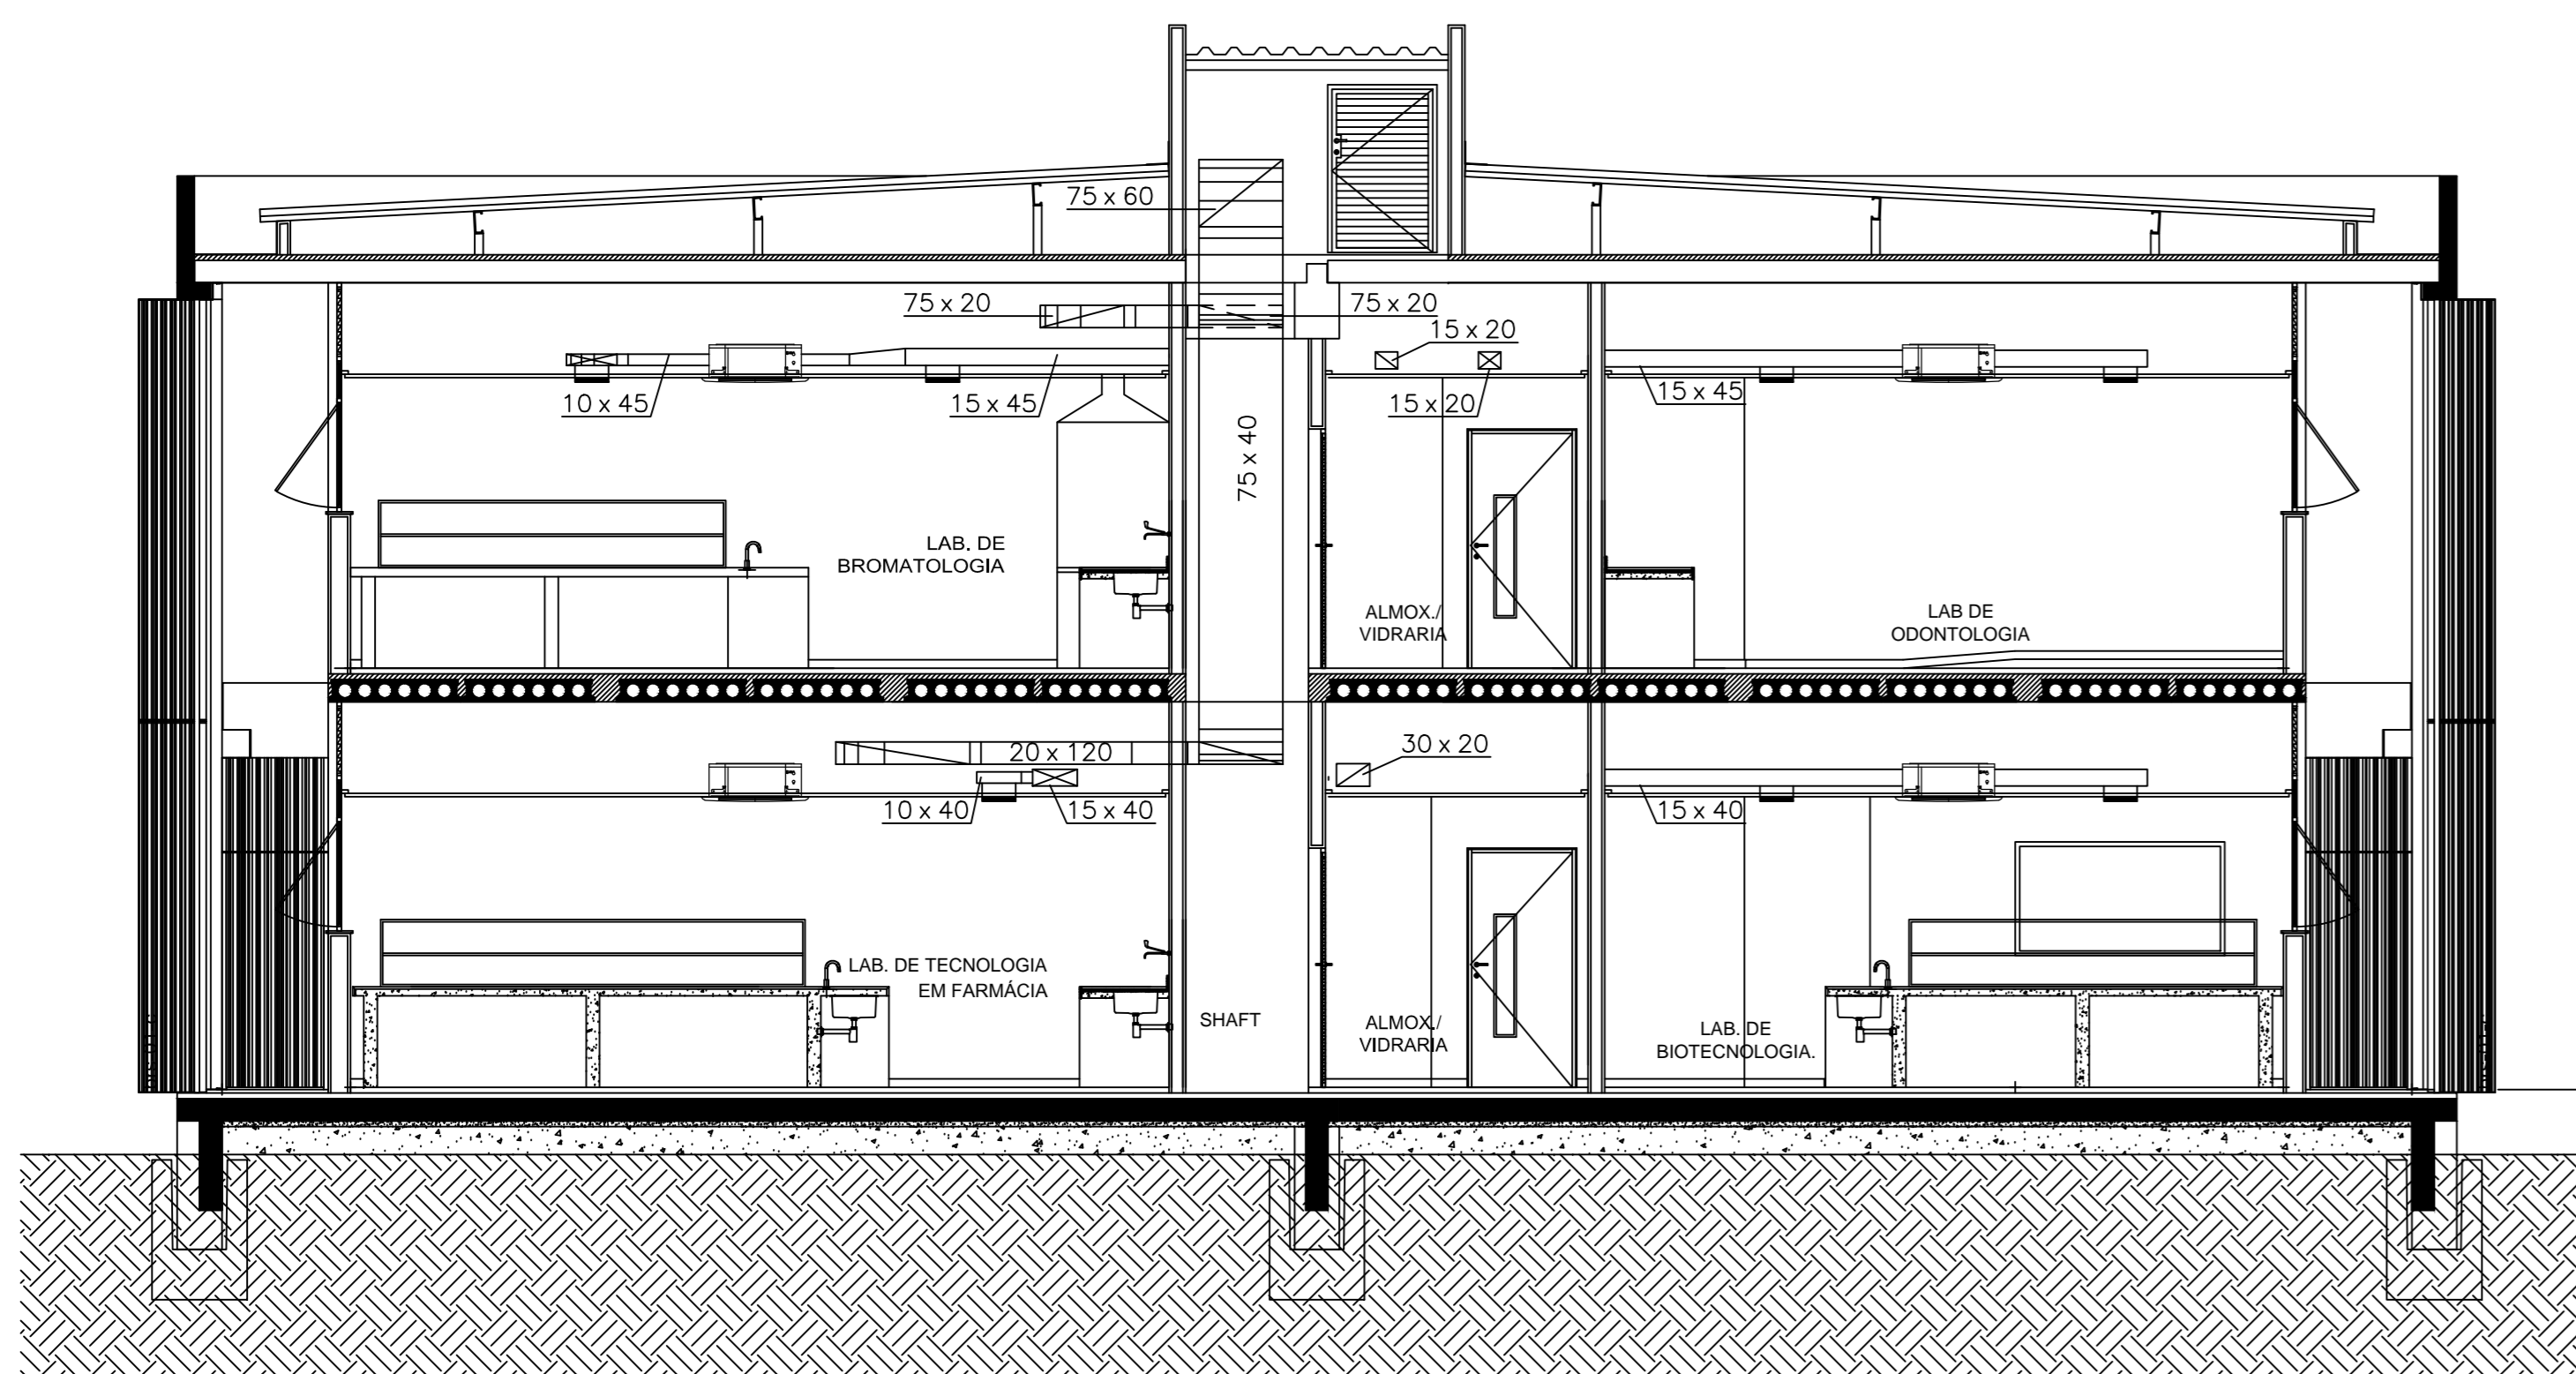 75 x 60
75 x 20
75 x 20
15 x 20
10 x 45
15 x 45
15 x 20
15 x 45
75 x 40
LAB. DE
BROMATOLOGIA
ALMOX./
VIDRARIA
LAB DE
ODONTOLOGIA
20 x 120
30 x 20
10 x 40
15 x 40
15 x 40
LAB. DE TECNOLOGIA
EM FARMÁCIA
SHAFT
ALMOX./
VIDRARIA
LAB. DE
BIOTECNOLOGIA.